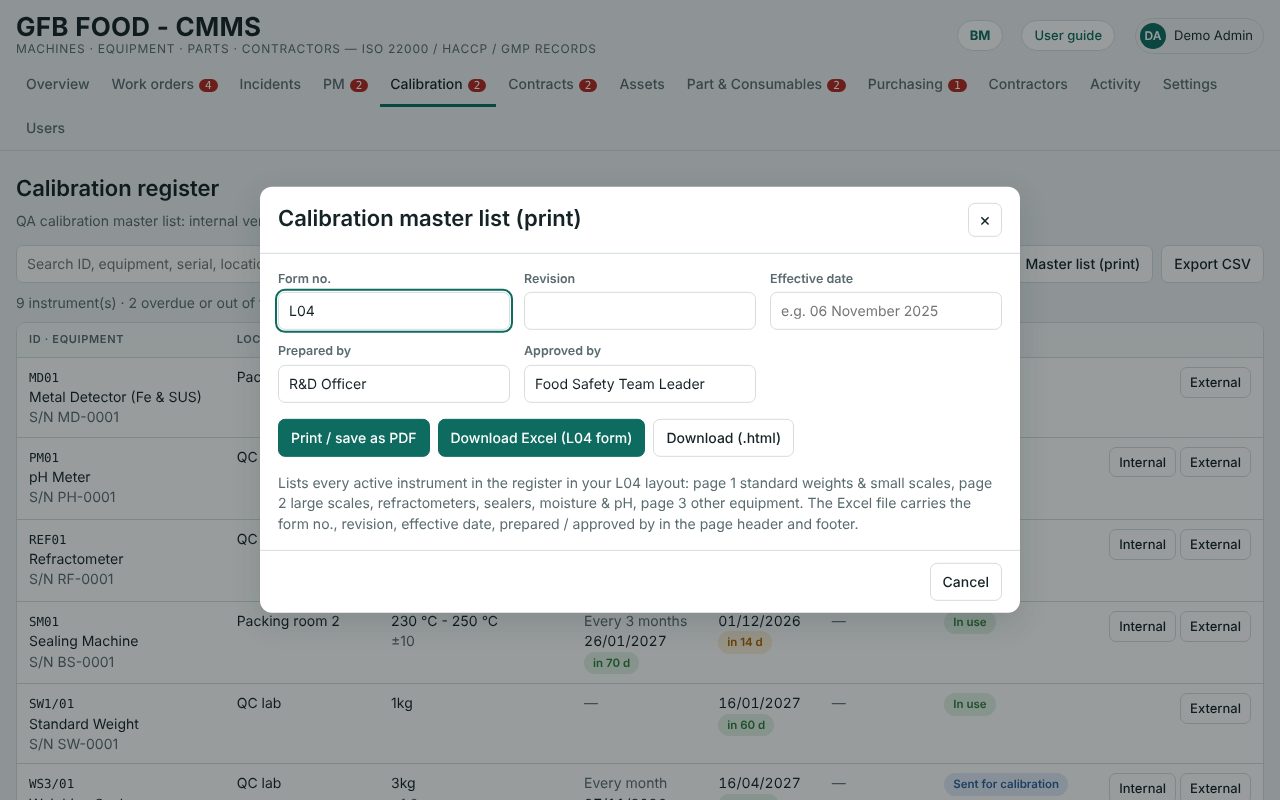 GFB FOOD - CMMS
MACHINES · EQUIPMENT · PARTS · CONTRACTORS — ISO 22000 / HACCP / GMP RECORDS
BM
User guide
DA Demo Admin
Overview Work orders 4 Incidents PM 2 Calibration 2 Contracts 2 Assets Part & Consumables 2 Purchasing 1 Contractors Activity Settings
Users
Calibration register
QA calibration master list: internal
Search ID, equipment, serial,
Master list (print)
Export CSV
9 instrument(s) · 2 overdue or out of
ID · EQUIPMENT
MD01
Metal Detector (Fe & SUS)
S/N MD-0001
External
PM01
pH Meter
S/N PH-0001
QC
Internal External
REF01
Refractometer
S/N RF-0001
QC
Internal External
Calibration master list (print)
×
Form no. Revision Effective date
L04 e.g. 06 November 2025
Prepared by Approved by
R&D Officer Food Safety Team Leader
Print / save as PDF Download Excel (L04 form) Download (.html)
Lists every active instrument in the register in your L04 layout: page 1 standard weights & small scales, page
2 large scales, refractometers, sealers, moisture & pH, page 3 other equipment. The Excel file carries the
form no., revision, effective date, prepared / approved by in the page header and footer.
Cancel
SM01 Packing room 2 230 °C - 250 °C Every 3 months 01/12/2026 — In use Internal External
Sealing Machine ±10 26/01/2027 in 14 d
S/N BS-0001 in 70 d
SW1/01 QC lab 1kg — 16/01/2027 — In use External
Standard Weight in 60 d
S/N SW-0001
WS3/01 QC lab 3kg Every month 16/04/2027 — Sent for calibration Internal External